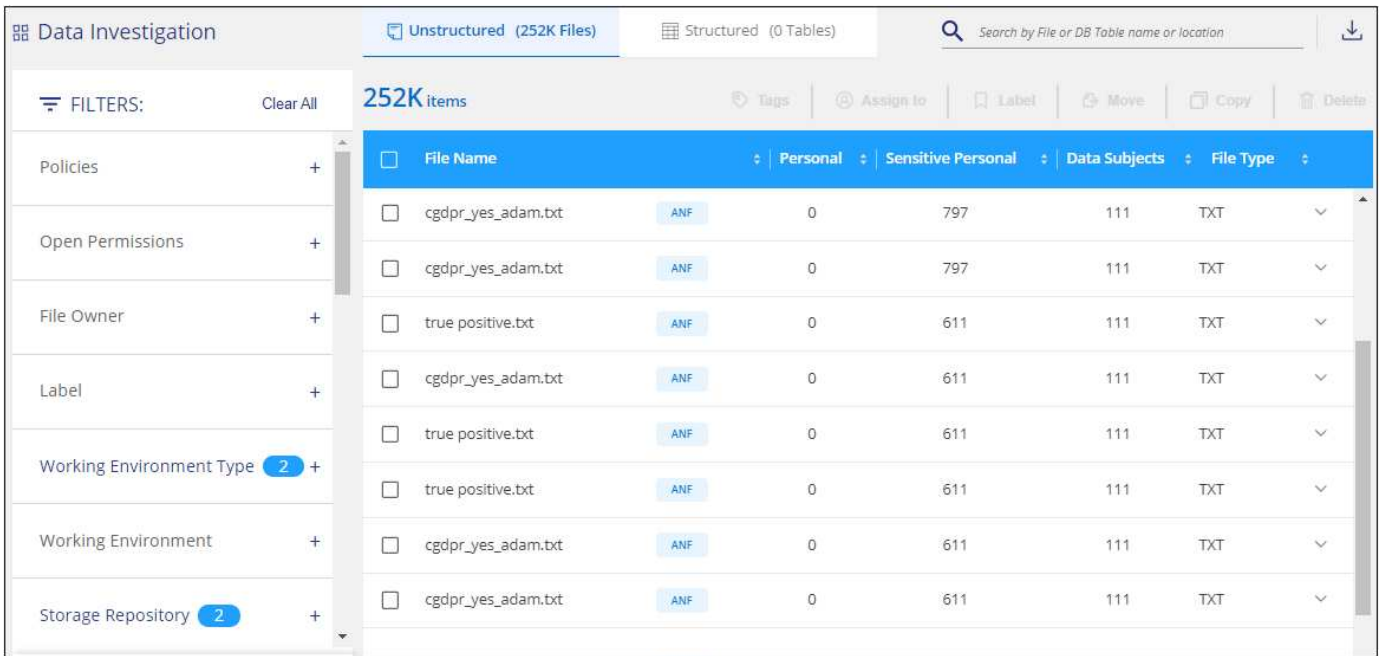 Data Investigation
Unstructured (252K Files)
Structured (0 Tables)
Search by File or DB Table name or location
FILTERS: Clear All
Policies +
Open Permissions +
File Owner +
Label +
Working Environment Type 2 +
Working Environment +
Storage Repository 2 +
252K items
Tags Assign to Label Move Copy Delete
File Name Personal Sensitive Personal Data Subjects File Type
cgdpr_yes_adam.txt ANF 0 797 111 TXT
cgdpr_yes_adam.txt ANF 0 797 111 TXT
true positive.txt ANF 0 611 111 TXT
cgdpr_yes_adam.txt ANF 0 611 111 TXT
true positive.txt ANF 0 611 111 TXT
true positive.txt ANF 0 611 111 TXT
cgdpr_yes_adam.txt ANF 0 611 111 TXT
cgdpr_yes_adam.txt ANF 0 611 111 TXT